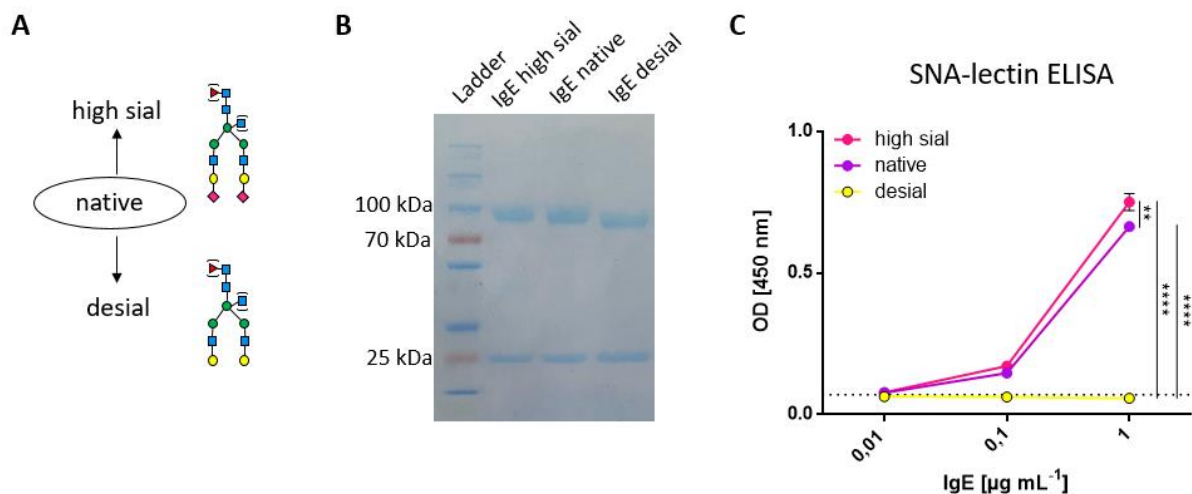 A
high sial
native
desial
B
Ladder
IgE high sial
IgE native
IgE desial
100 kDa
70 kDa
25 kDa
C
SNA-lectin ELISA
high sial
native
desial
1.0
0.5
0.0
OD [450 nm]
**
****
****
0,01
0,1
1
IgE [µg mL⁻¹]